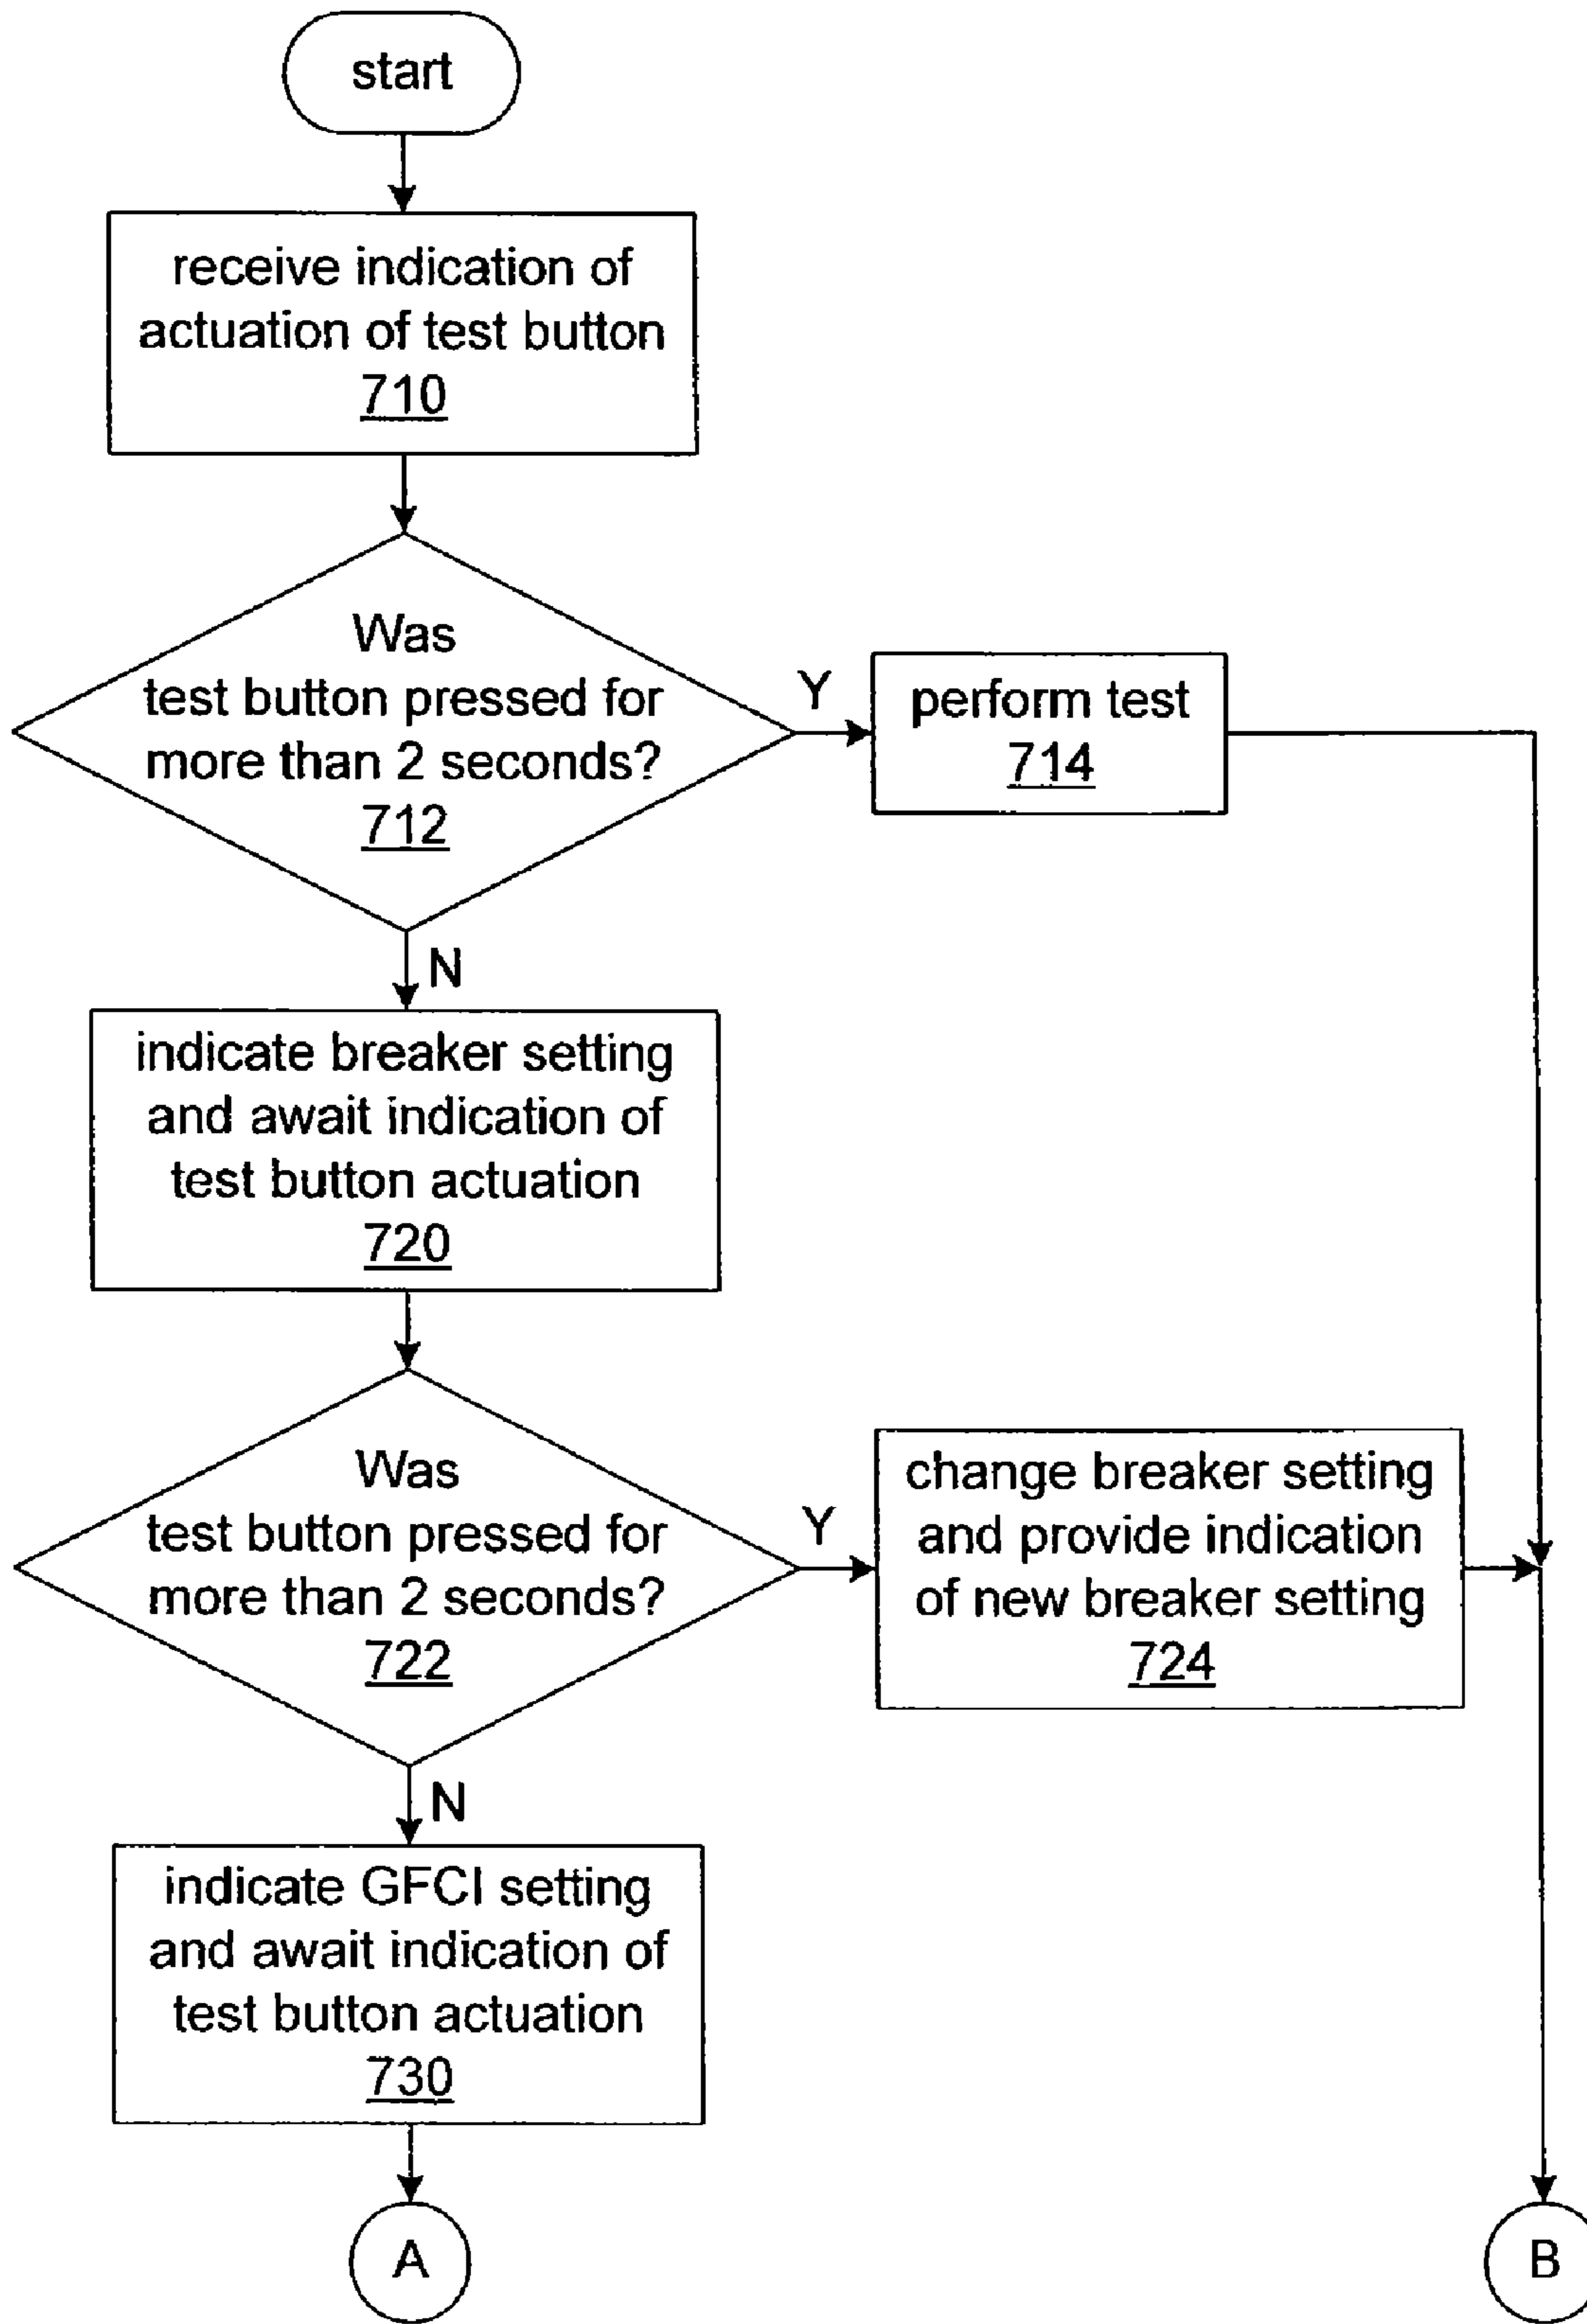 start
receive indication of
actuation of test button
710
Was
test button pressed for
more than 2 seconds?
712
Y
perform test
714
N
indicate breaker setting
and await indication of
test button actuation
720
Was
test button pressed for
more than 2 seconds?
722
Y
change breaker setting
and provide indication
of new breaker setting
724
N
indicate GFCI setting
and await indication of
test button actuation
730
A
B